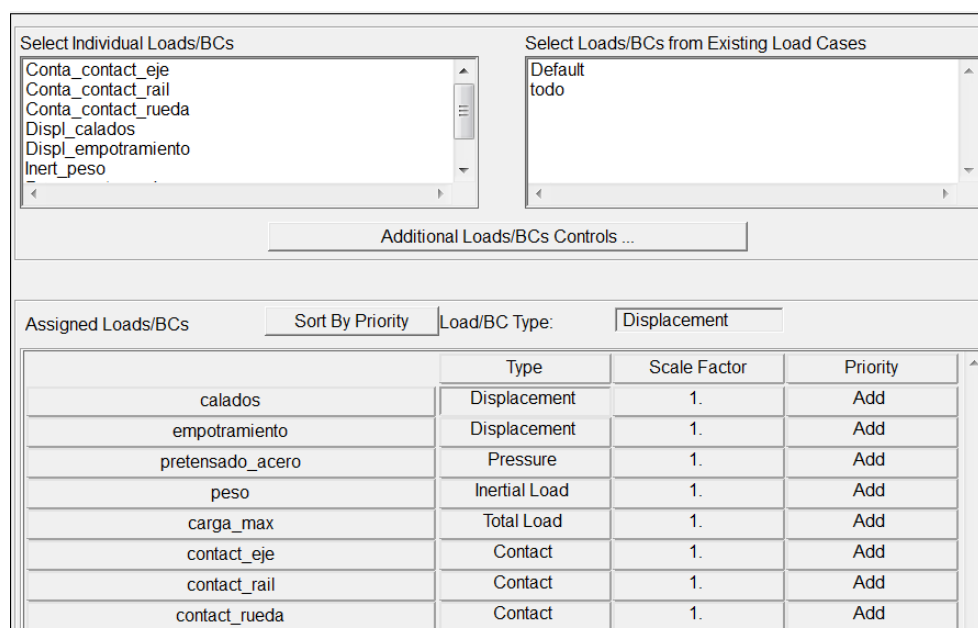 Select Individual Loads/BCs
Select Loads/BCs from Existing Load Cases
Conta_contact_eje
Conta_contact_rail
Conta_contact_rueda
Displ_calados
Displ_empotramiento
Inert_peso
Default
todo
Additional Loads/BCs Controls ...
Assigned Loads/BCs Sort By Priority Load/BC Type: Displacement
Type Scale Factor Priority
calados Displacement 1. Add
empotramiento Displacement 1. Add
pretensado_acero Pressure 1. Add
peso Inertial Load 1. Add
carga_max Total Load 1. Add
contact_eje Contact 1. Add
contact_rail Contact 1. Add
contact_rueda Contact 1. Add